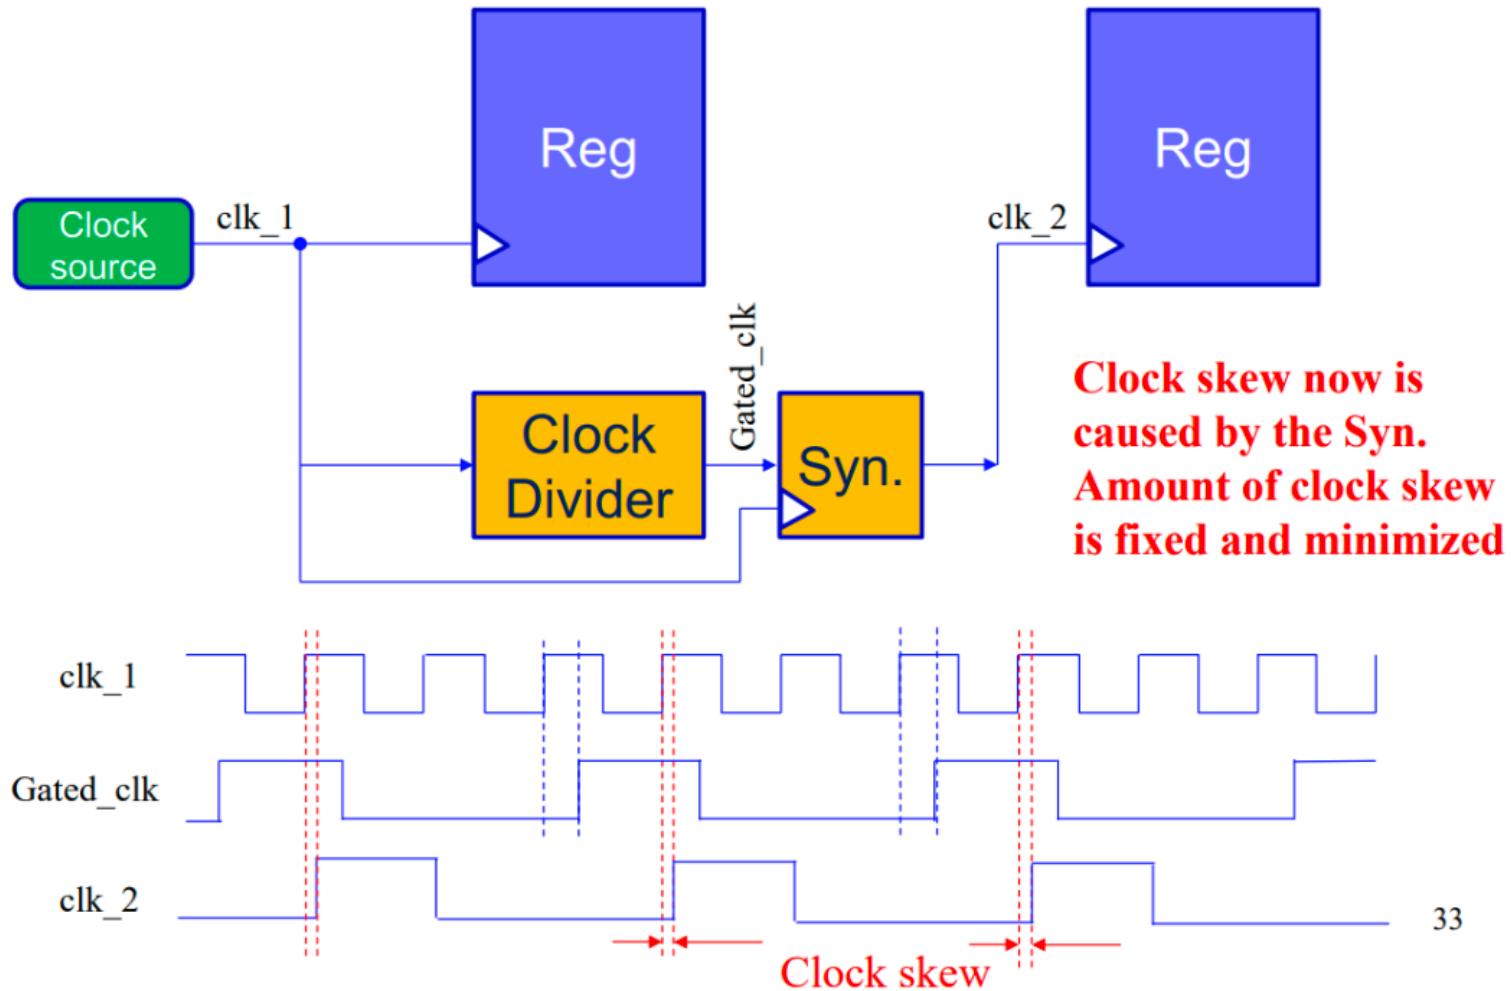 Reg
Reg
Clock
source
clk_1
clk_2
Gated_clk
Clock
Divider
Syn.
Clock skew now is
caused by the Syn.
Amount of clock skew
is fixed and minimized
clk_1
Gated_clk
clk_2
33
Clock skew